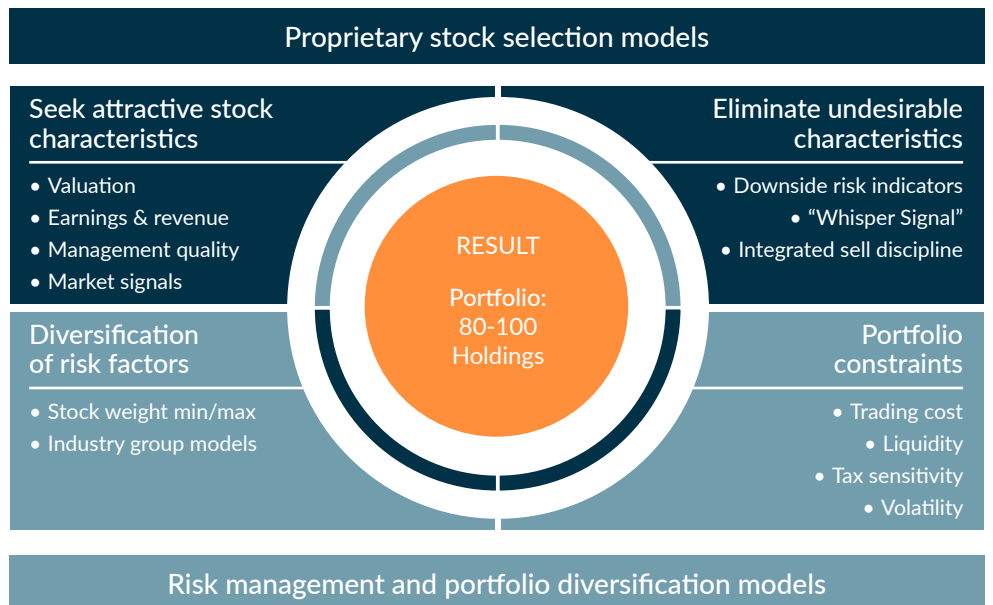 Proprietary stock selection models
Seek attractive stock
characteristics
• Valuation
• Earnings & revenue
• Management quality
• Market signals
Eliminate undesirable
characteristics
• Downside risk indicators
• “Whisper Signal”
• Integrated sell discipline
RESULT
Portfolio:
80-100
Holdings
Diversification
of risk factors
• Stock weight min/max
• Industry group models
Portfolio
constraints
• Trading cost
• Liquidity
• Tax sensitivity
• Volatility
Risk management and portfolio diversification models